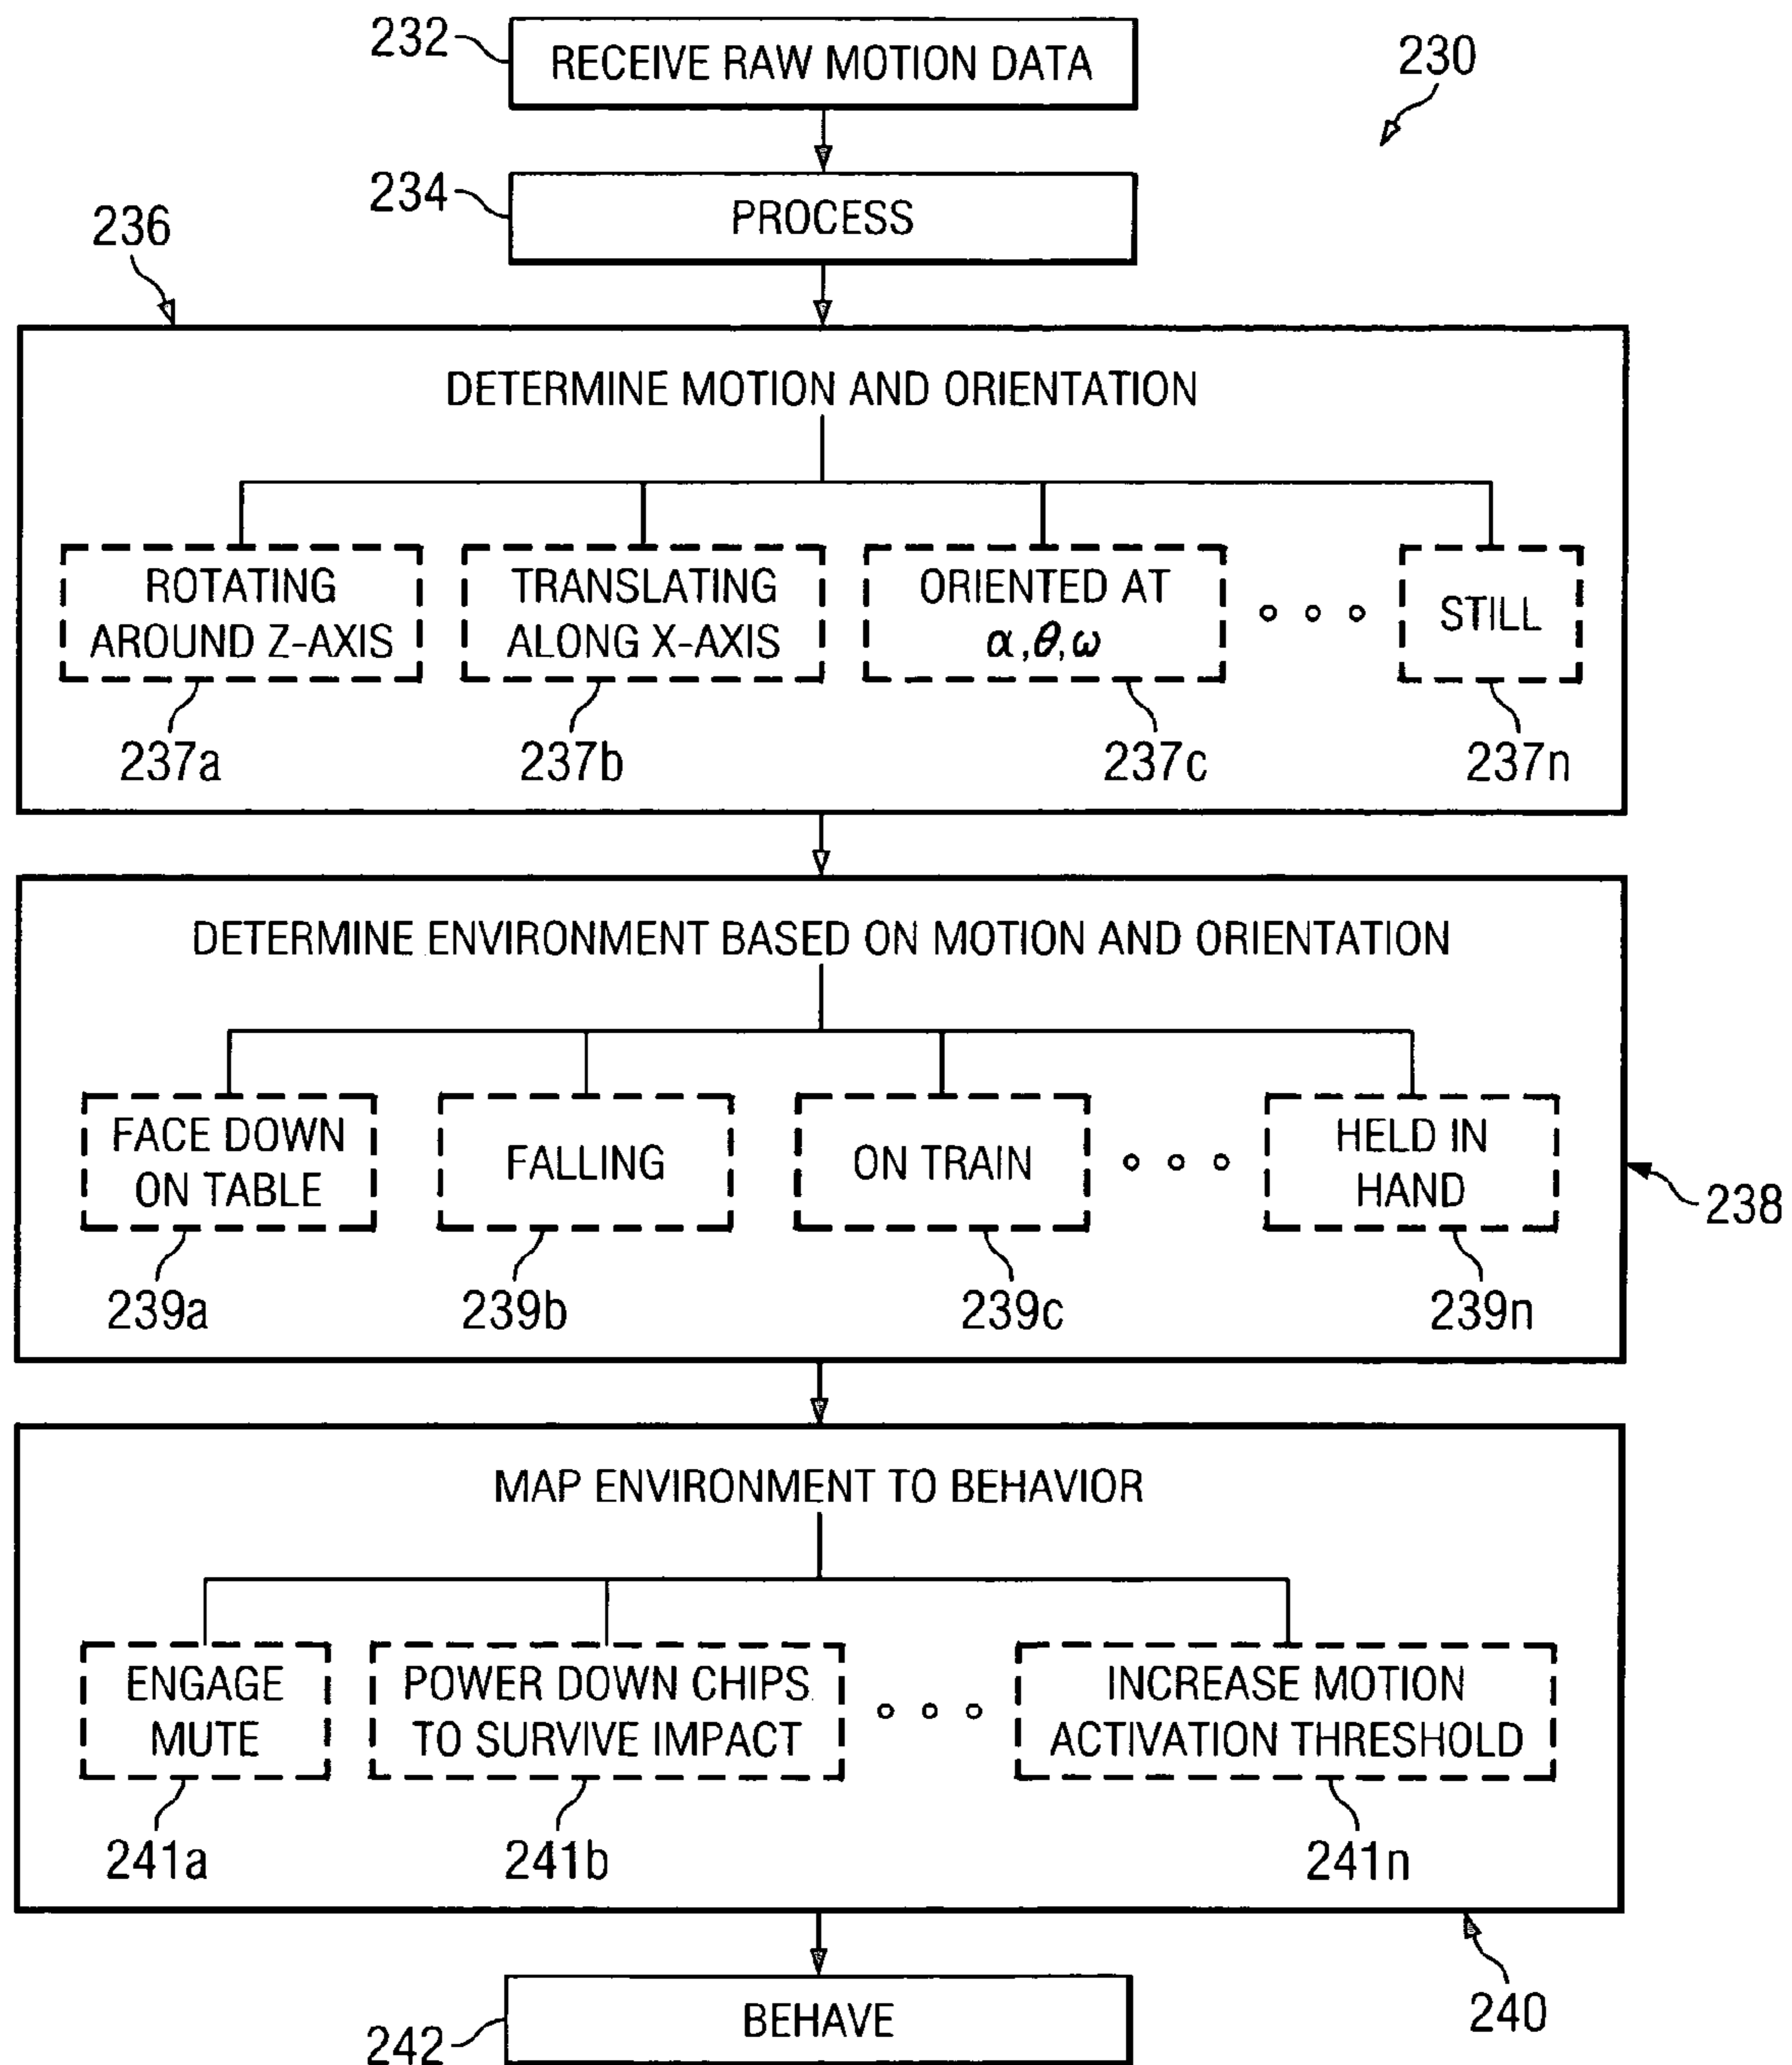 232
RECEIVE RAW MOTION DATA
230
234
PROCESS
236
DETERMINE MOTION AND ORIENTATION
ROTATING
AROUND Z-AXIS
TRANSLATING
ALONG X-AXIS
ORIENTED AT
α,θ,ω
STILL
237a
237b
237c
237n
DETERMINE ENVIRONMENT BASED ON MOTION AND ORIENTATION
FACE DOWN
ON TABLE
FALLING
ON TRAIN
HELD IN
HAND
238
239a
239b
239c
239n
MAP ENVIRONMENT TO BEHAVIOR
ENGAGE
MUTE
POWER DOWN CHIPS
TO SURVIVE IMPACT
INCREASE MOTION
ACTIVATION THRESHOLD
241a
241b
241n
240
242
BEHAVE